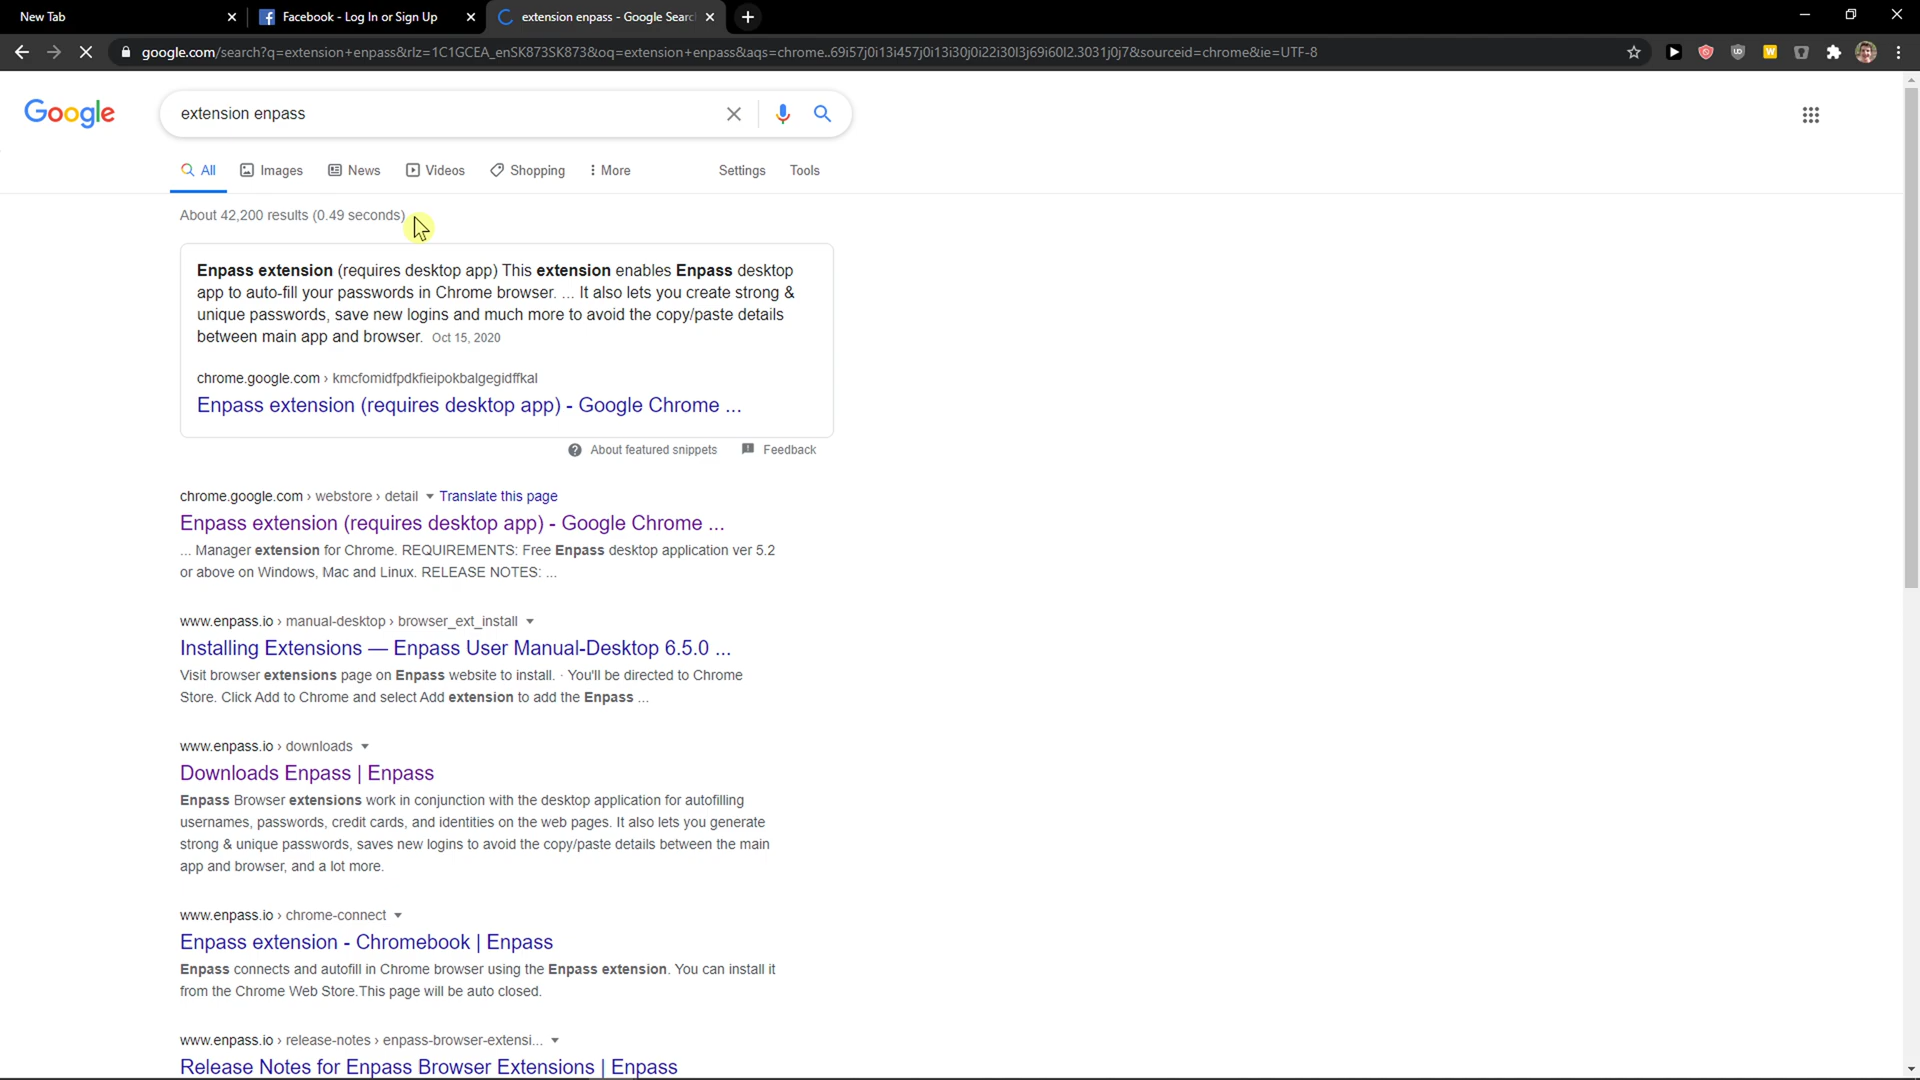 New Tab
Facebook - Log In or Sign Up
extension enpass - Google Searc
google.com/search?q=extension+enpass&rlz=1C1GCEA_enSK873SK873&oq=extension+enpass&aqs=chrome..69i57j0i13i457j0i13i30j0i22i30l3j69i60l2.3031j0j7&sourceid=chrome&ie=UTF-8
Google
extension enpass
All
Images
News
Videos
Shopping
More
Settings
Tools
About 42,200 results (0.49 seconds)
Enpass extension (requires desktop app) This extension enables Enpass desktop
app to auto-fill your passwords in Chrome browser. ... It also lets you create strong &
unique passwords, save new logins and much more to avoid the copy/paste details
between main app and browser. Oct 15, 2020
chrome.google.com › kmcfomidfpdkfieipokbalgegidffkal
Enpass extension (requires desktop app) - Google Chrome ...
About featured snippets
Feedback
chrome.google.com › webstore › detail Translate this page
Enpass extension (requires desktop app) - Google Chrome ...
... Manager extension for Chrome. REQUIREMENTS: Free Enpass desktop application ver 5.2
or above on Windows, Mac and Linux. RELEASE NOTES: ...
www.enpass.io › manual-desktop › browser_ext_install
Installing Extensions — Enpass User Manual-Desktop 6.5.0 ...
Visit browser extensions page on Enpass website to install. · You'll be directed to Chrome
Store. Click Add to Chrome and select Add extension to add the Enpass ...
www.enpass.io › downloads
Downloads Enpass | Enpass
Enpass Browser extensions work in conjunction with the desktop application for autofilling
usernames, passwords, credit cards, and identities on the web pages. It also lets you generate
strong & unique passwords, saves new logins to avoid the copy/paste details between the main
app and browser, and a lot more.
www.enpass.io › chrome-connect
Enpass extension - Chromebook | Enpass
Enpass connects and autofill in Chrome browser using the Enpass extension. You can install it
from the Chrome Web Store.This page will be auto closed.
www.enpass.io › release-notes › enpass-browser-extensi...
Release Notes for Enpass Browser Extensions | Enpass